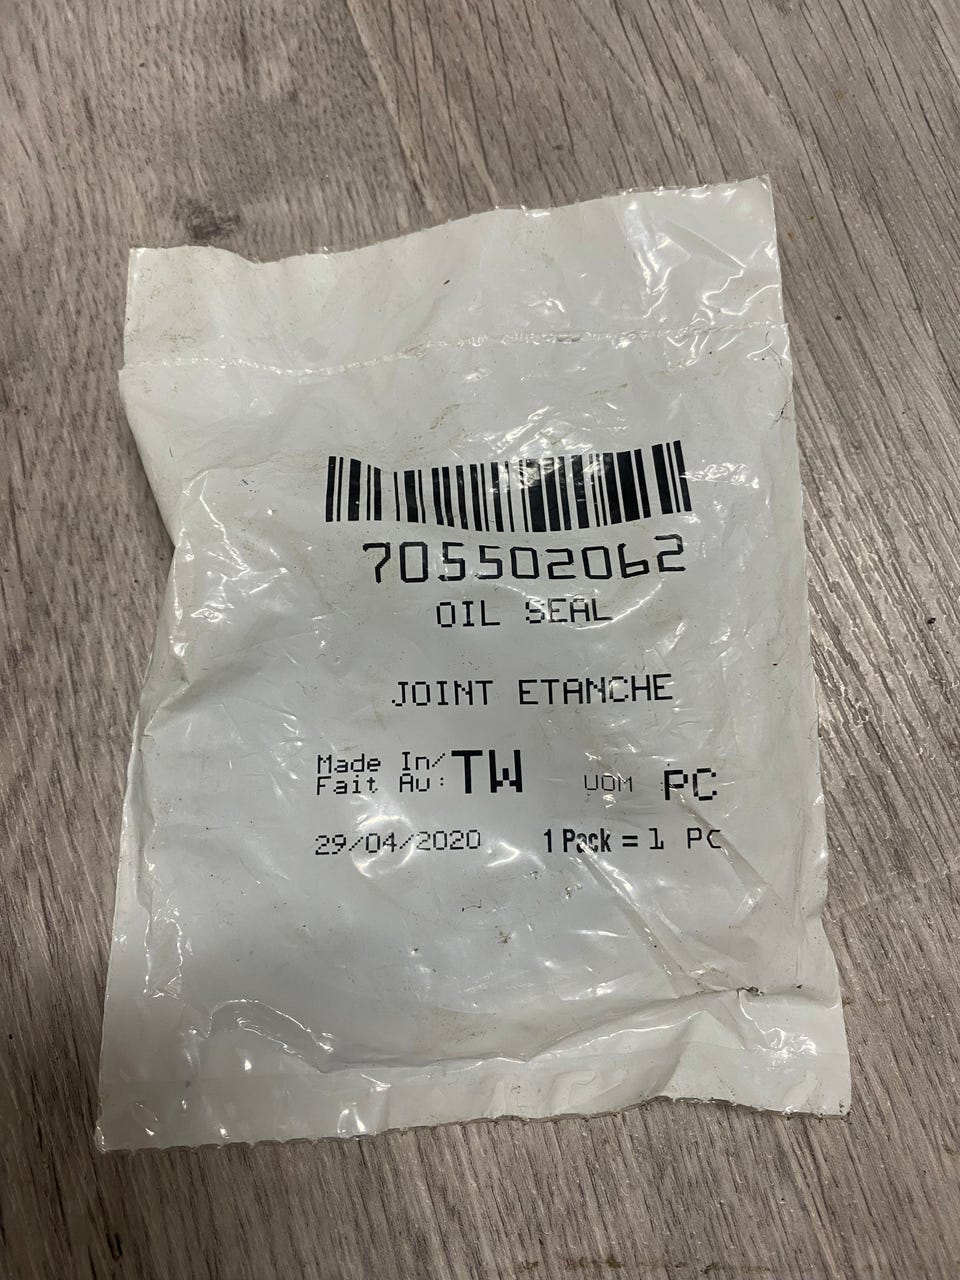 705502062
OIL SEAL
JOINT ETANCHE
Made In/
Fait Au: TW UOM : PC
29/04/2020 1 Pack = 1 PC